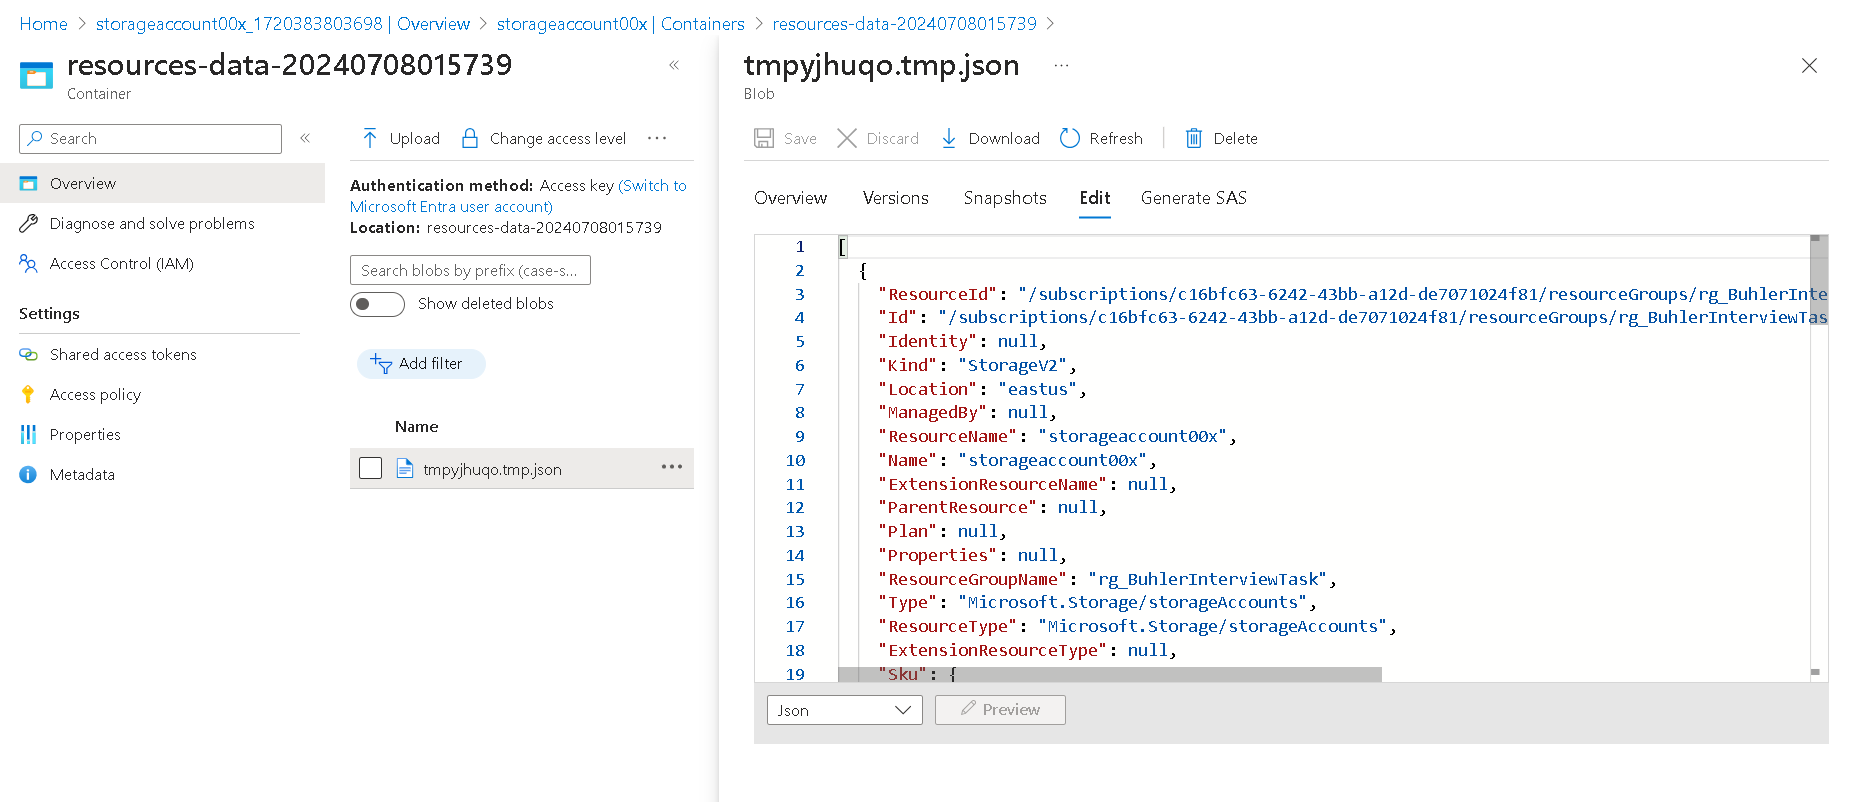 Home > storageaccount00x_1720383803698 | Overview > storageaccount00x | Containers > resources-data-20240708015739 >
resources-data-20240708015739
Container
«
Search
«
Overview
Diagnose and solve problems
Access Control (IAM)
Settings
Shared access tokens
Access policy
Properties
Metadata
Upload Change access level ...
Authentication method: Access key (Switch to
Microsoft Entra user account)
Location: resources-data-20240708015739
Search blobs by prefix (case-s...
Show deleted blobs
Add filter
Name
tmpyjhuqo.tmp.json ...
tmpyjhuqo.tmp.json ...
Blob
Save Discard Download Refresh Delete
Overview Versions Snapshots Edit Generate SAS
1 [
2 {
3 "ResourceId": "/subscriptions/c16bfc63-6242-43bb-a12d-de7071024f81/resourceGroups/rg_BuhlerInte
4 "Id": "/subscriptions/c16bfc63-6242-43bb-a12d-de7071024f81/resourceGroups/rg_BuhlerInterviewTas
5 "Identity": null,
6 "Kind": "StorageV2",
7 "Location": "eastus",
8 "ManagedBy": null,
9 "ResourceName": "storageaccount00x",
10 "Name": "storageaccount00x",
11 "ExtensionResourceName": null,
12 "ParentResource": null,
13 "Plan": null,
14 "Properties": null,
15 "ResourceGroupName": "rg_BuhlerInterviewTask",
16 "Type": "Microsoft.Storage/storageAccounts",
17 "ResourceType": "Microsoft.Storage/storageAccounts",
18 "ExtensionResourceType": null,
19 "Sku": {
Json Preview